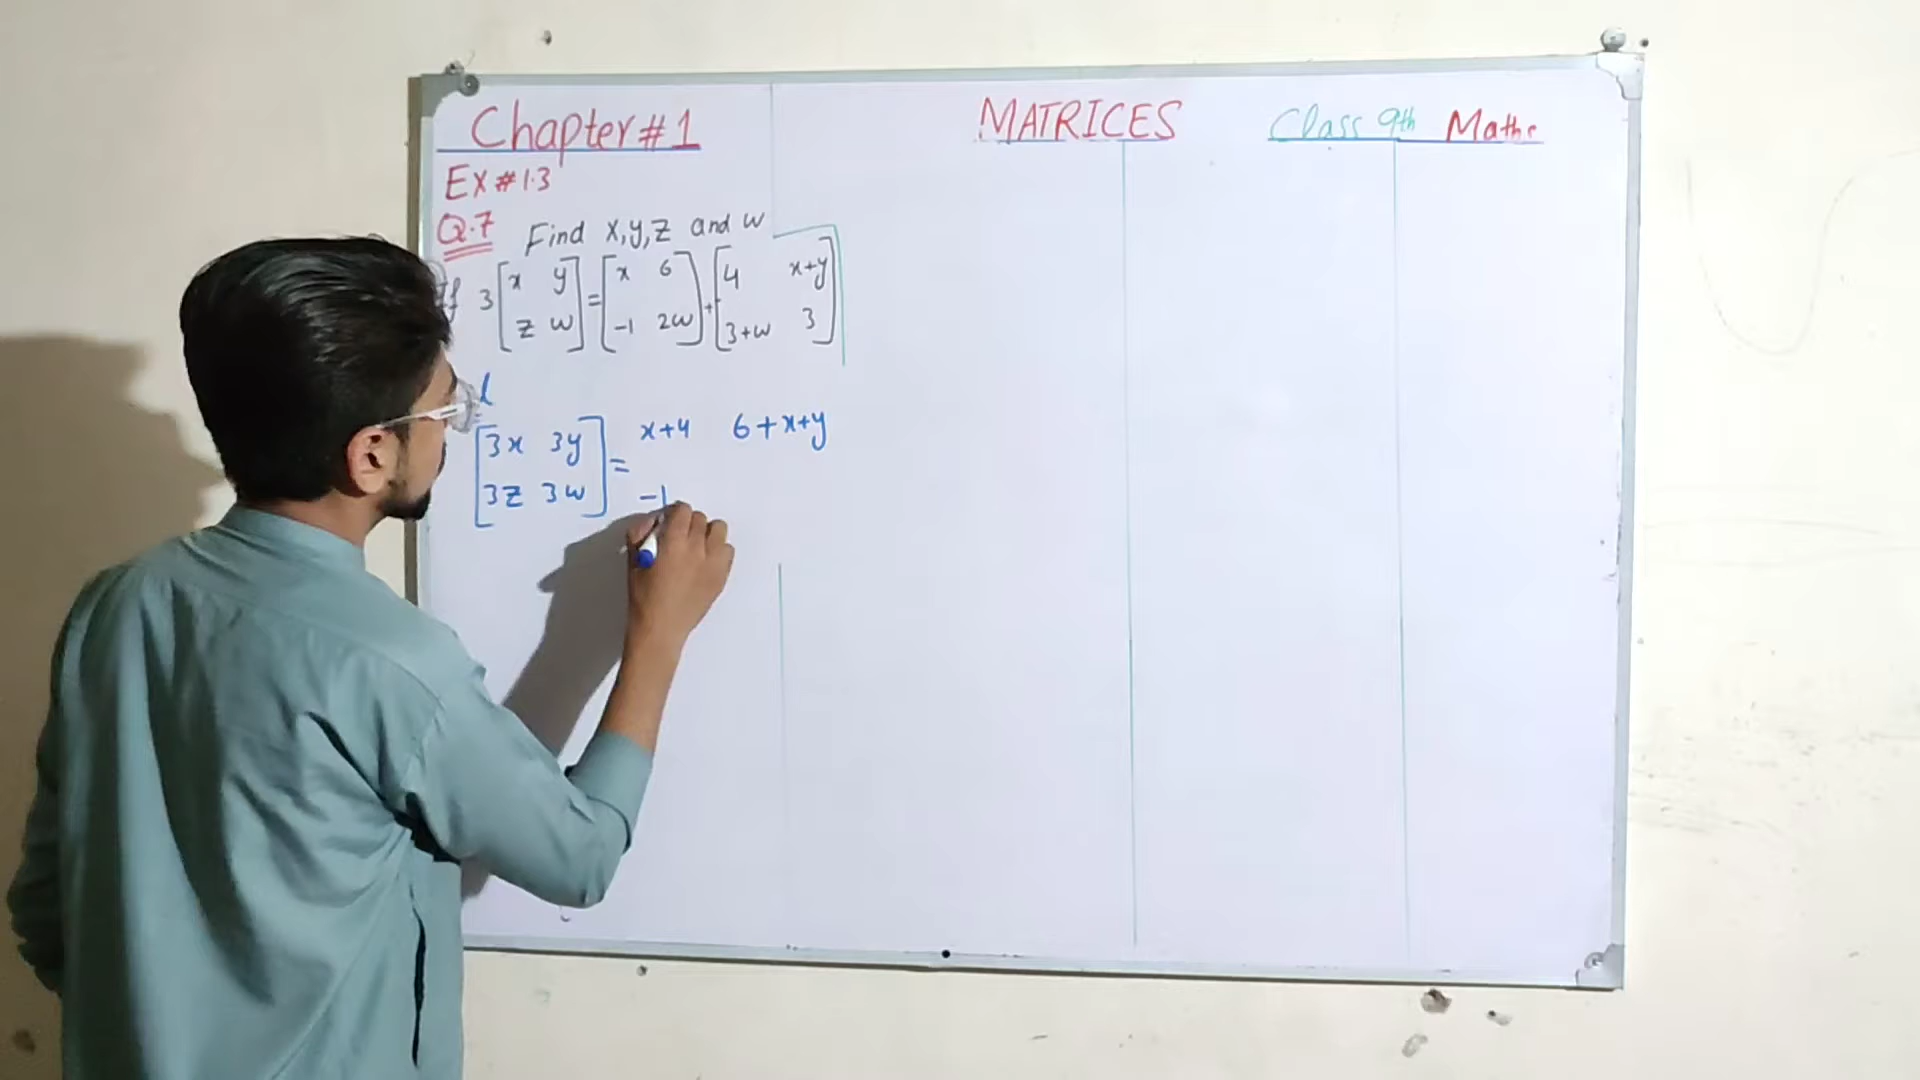 Chapter # 1 MATRICES Class 9th Maths
EX # 1.3
Q.7 Find x,y,z and w
If 3 [x y = [x 6 + [4 x+y
z w] -1 2w] 3+w 3]
[3x 3y] = x+4 6+x+y
[3z 3w] -1